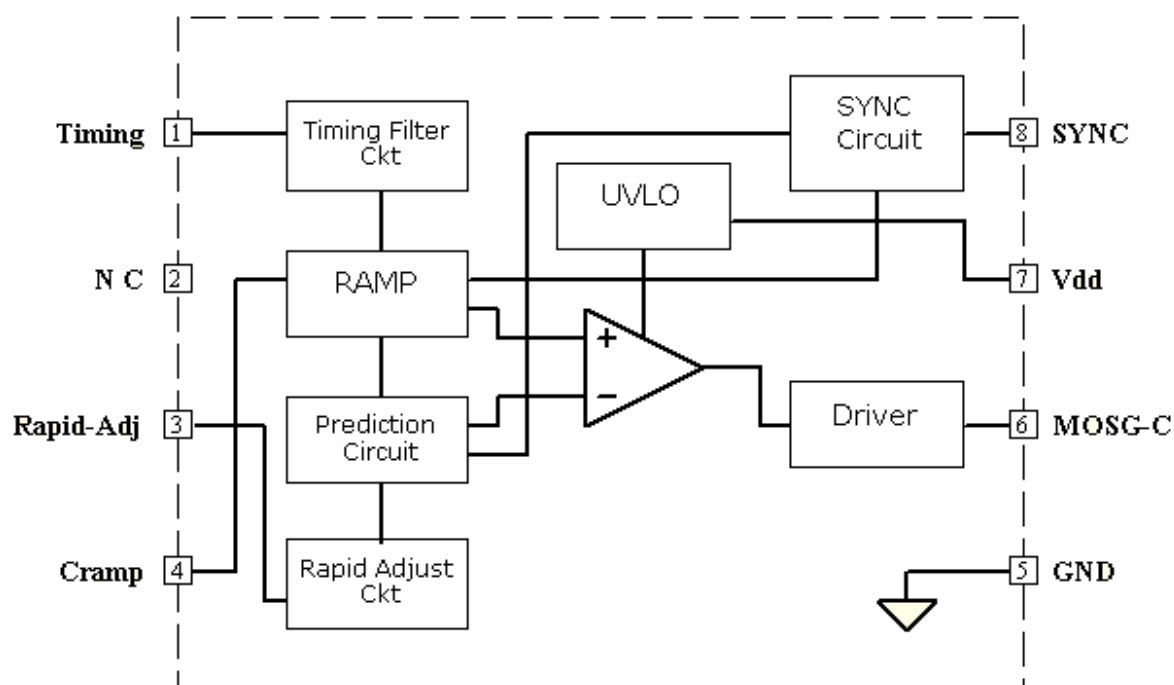 Timing 1
Timing Filter
Ckt
SYNC
Circuit
8 SYNC
UVLO
N C 2
RAMP
7 Vdd
+
−
Rapid-Adj 3
Prediction
Circuit
Driver
6 MOSG-C
Cramp 4
Rapid Adjust
Ckt
5 GND